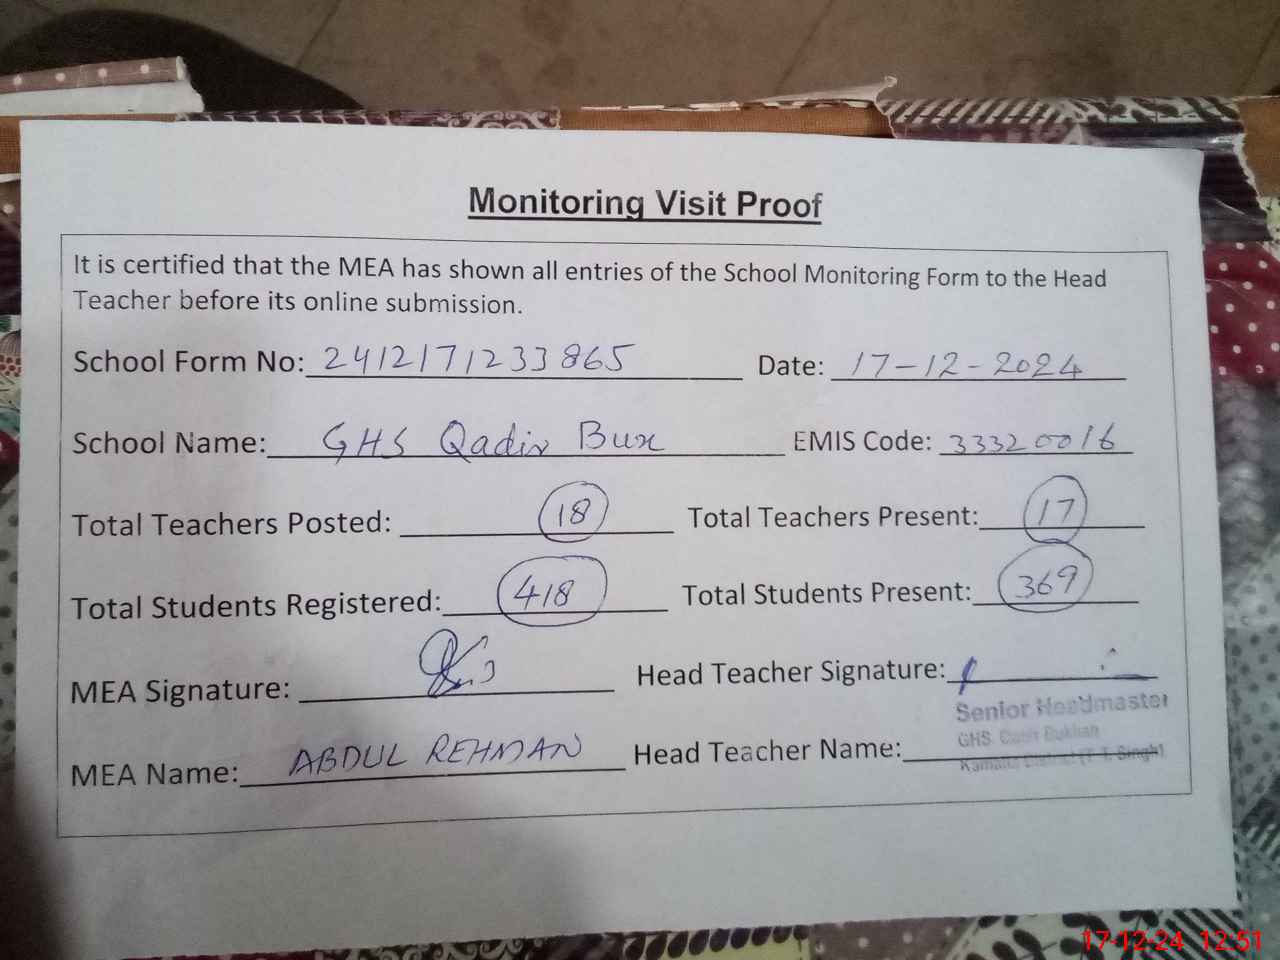 Monitoring Visit Proof
It is certified that the MEA has shown all entries of the School Monitoring Form to the Head
Teacher before its online submission.
School Form No: 2412171233865 Date: 17-12-2024
School Name: GHS Qadir Bux EMIS Code: 33320016
Total Teachers Posted: 18 Total Teachers Present: 17
Total Students Registered: 418 Total Students Present: 369
MEA Signature: Head Teacher Signature:
Senior Headmaster
MEA Name: ABDUL REHMAN Head Teacher Name:
GHS
(T. T. Singh)
17-12-24 12:51